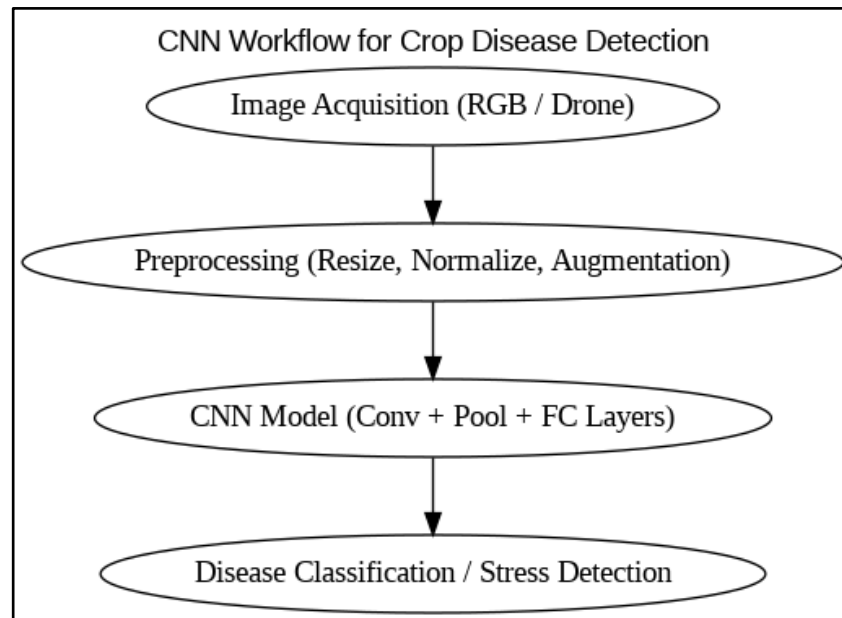 CNN Workflow for Crop Disease Detection
Image Acquisition (RGB / Drone)
Preprocessing (Resize, Normalize, Augmentation)
CNN Model (Conv + Pool + FC Layers)
Disease Classification / Stress Detection